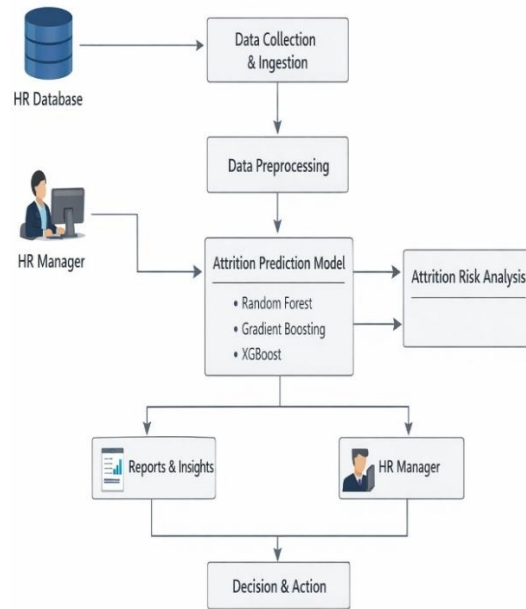 Data Collection
& Ingestion
HR Database
Data Preprocessing
HR Manager
Attrition Prediction Model
• Random Forest
• Gradient Boosting
• XGBoost
Attrition Risk Analysis
Reports & Insights
HR Manager
Decision & Action